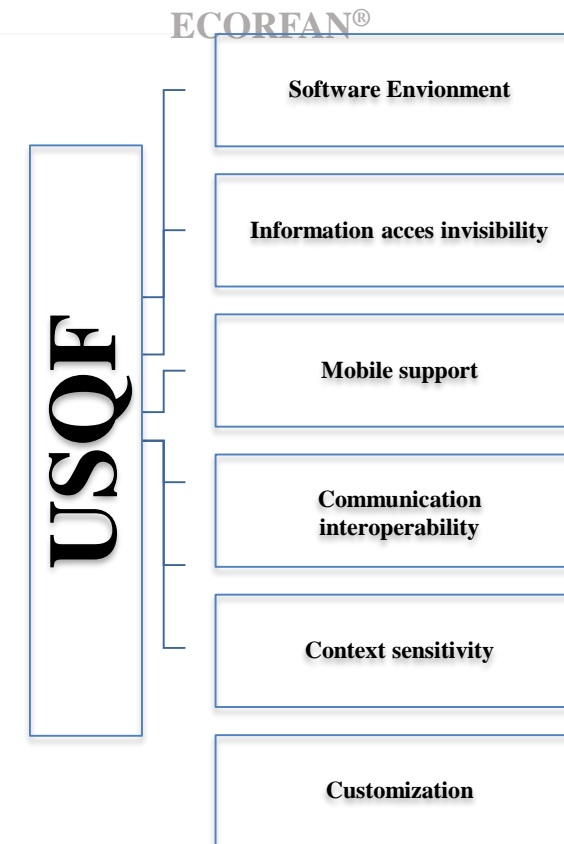 ECORFAN®
Software Envionment
Information acces invisibility
Mobile support
Communication
interoperability
Context sensitivity
Customization
USQF